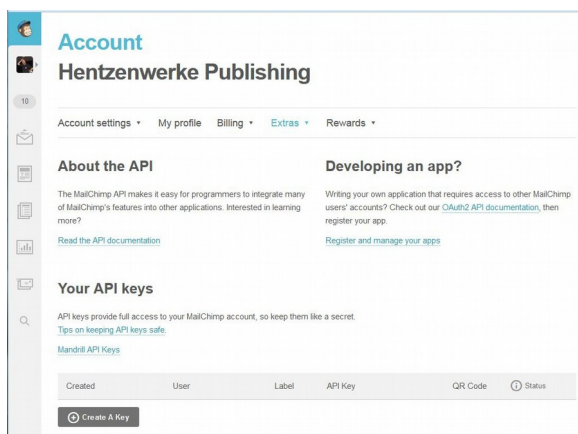 Account
Hentzenwerke Publishing
10
Account settings My profile Billing Extras Rewards
About the API
The MailChimp API makes it easy for programmers to integrate many
of MailChimp's features into other applications. Interested in learning
more?
Read the API documentation
Developing an app?
Writing your own application that requires access to other MailChimp
users' accounts? Check out our OAuth2 API documentation, then
register your app.
Register and manage your apps
Your API keys
API keys provide full access to your MailChimp account, so keep them like a secret.
Tips on keeping API keys safe.
Mandrill API Keys
Created User Label API Key QR Code Status
Create A Key